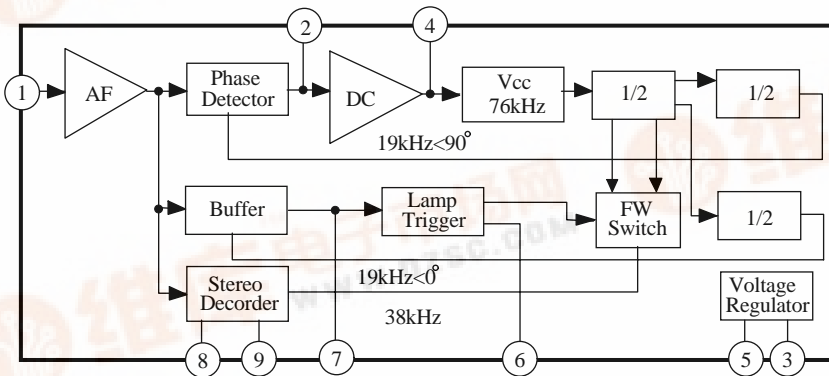 2
4
1
AF
Phase
Detector
DC
Vcc
76kHz
1/2
1/2
19kHz<90°
Buffer
Lamp
Trigger
FW
Switch
1/2
Stereo
Decorder
19kHz<0°
38kHz
Voltage
Regulator
8
9
7
6
5
3